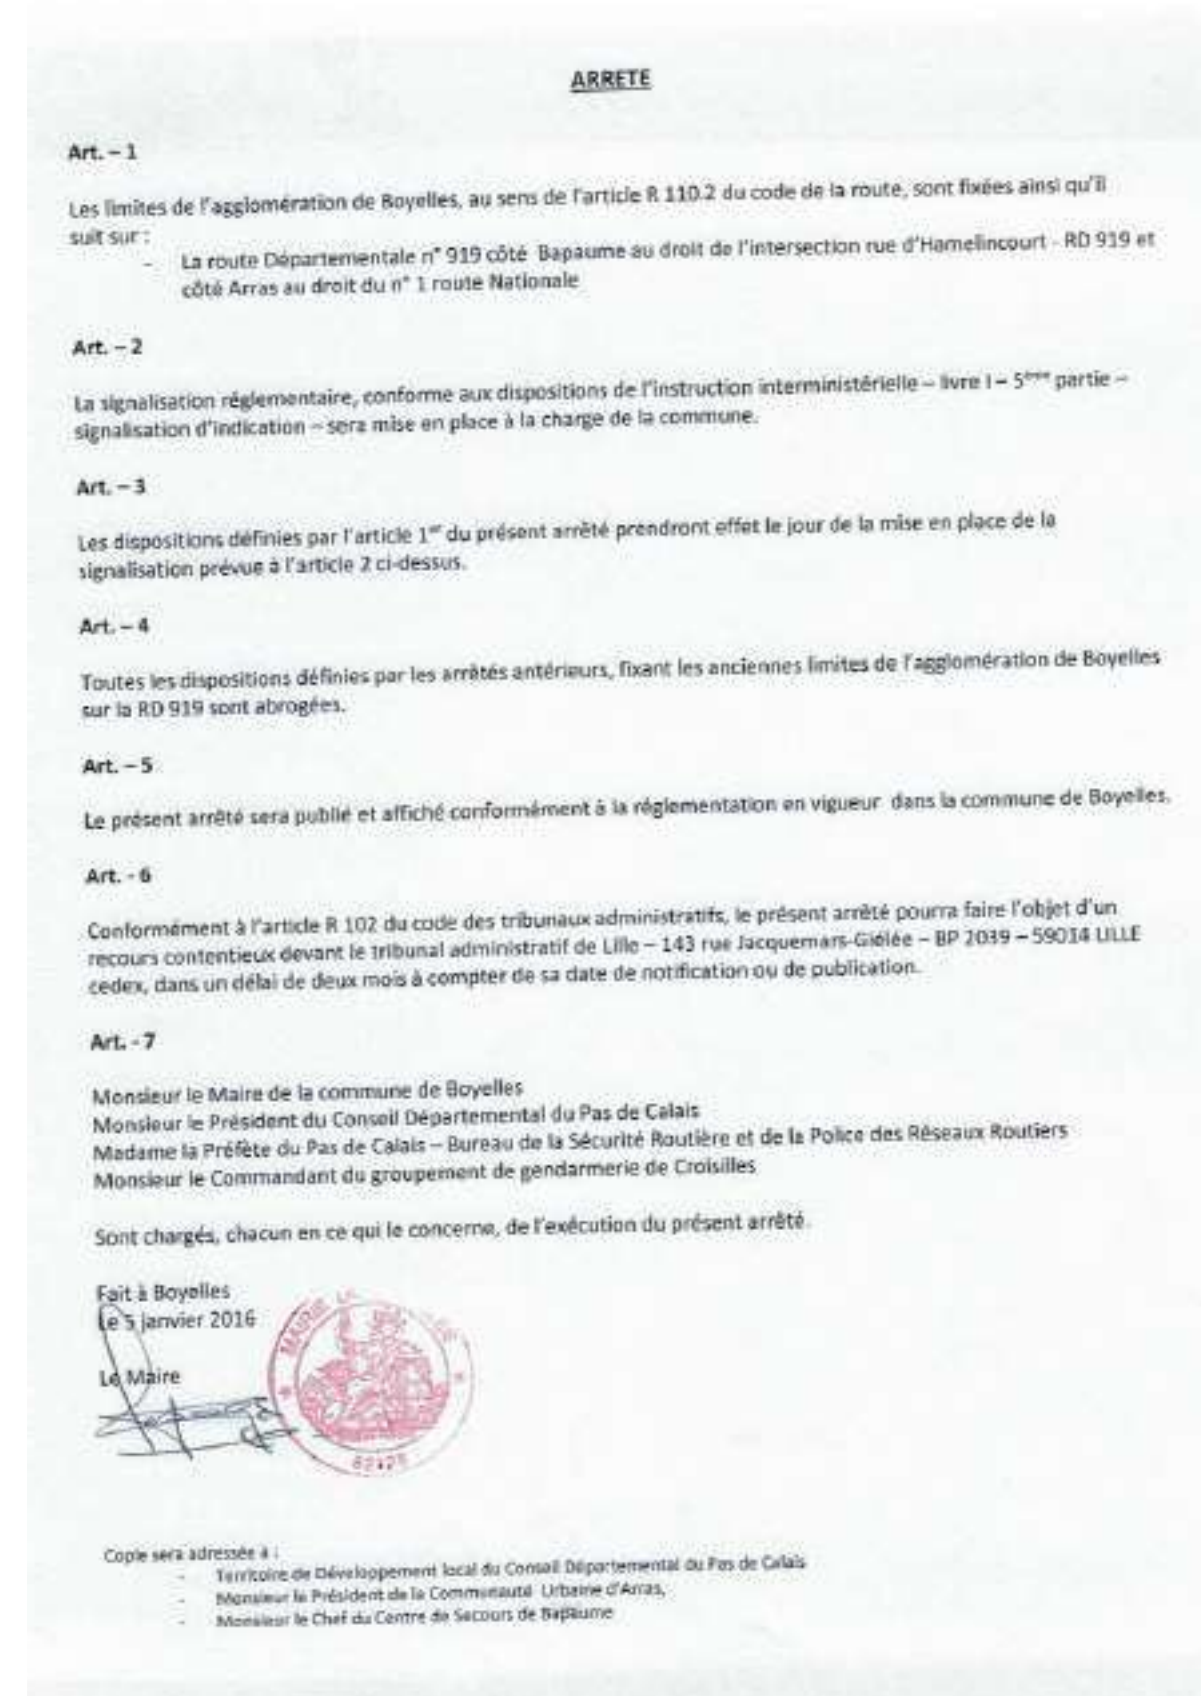 ARRETE
Art. – 1
Les limites de l'agglomération de Boyelles, au sens de l'article R 110.2 du code de la route, sont fixées ainsi qu'il
suit sur :
- La route Départementale n° 919 côté Bapaume au droit de l'intersection rue d'Hamelincourt - RD 919 et
côté Arras au droit du n° 1 route Nationale
Art. – 2
La signalisation réglementaire, conforme aux dispositions de l'instruction interministérielle – livre I – 5ème partie –
signalisation d'indication – sera mise en place à la charge de la commune.
Art. – 3
Les dispositions définies par l'article 1er du présent arrêté prendront effet le jour de la mise en place de la
signalisation prévue à l'article 2 ci-dessus.
Art. – 4
Toutes les dispositions définies par les arrêtés antérieurs, fixant les anciennes limites de l'agglomération de Boyelles
sur la RD 919 sont abrogées.
Art. – 5
Le présent arrêté sera publié et affiché conformément à la réglementation en vigueur dans la commune de Boyelles.
Art. - 6
Conformément à l'article R 102 du code des tribunaux administratifs, le présent arrêté pourra faire l'objet d'un
recours contentieux devant le tribunal administratif de Lille – 143 rue Jacquemars-Giélée – BP 2039 – 59014 LILLE
cedex, dans un délai de deux mois à compter de sa date de notification ou de publication.
Art. - 7
Monsieur le Maire de la commune de Boyelles
Monsieur le Président du Conseil Départemental du Pas de Calais
Madame la Préfète du Pas de Calais – Bureau de la Sécurité Routière et de la Police des Réseaux Routiers
Monsieur le Commandant du groupement de gendarmerie de Croisilles
Sont chargés, chacun en ce qui le concerne, de l'exécution du présent arrêté.
Fait à Boyelles
Le 5 janvier 2016
Le Maire
MAIRIE
Copie sera adressée à :
- Territoire de Développement local du Conseil Départemental du Pas de Calais
- Monsieur le Président de la Communauté Urbaine d'Arras,
- Monsieur le Chef du Centre de Secours de Bapaume